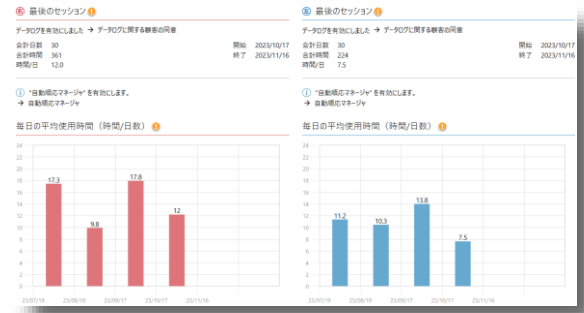 右 最後のセッション
データログを有効にしました → データログに関する顧客の同意
合計日数 30 開始 2023/10/17
合計時間 361 終了 2023/11/16
時間/日 12.0
"自動順応マネージャ"を有効にします。
→ 自動順応マネージャ
毎日の平均使用時間（時間/日数）
24
22
20
18
16
14
12
10
8
6
4
2
0
17.3
9.8
17.8
12
23/07/18 23/08/18 23/09/17 23/10/17 23/11/16
左 最後のセッション
データログを有効にしました → データログに関する顧客の同意
合計日数 30 開始 2023/10/17
合計時間 224 終了 2023/11/16
時間/日 7.5
"自動順応マネージャ"を有効にします。
→ 自動順応マネージャ
毎日の平均使用時間（時間/日数）
24
22
20
18
16
14
12
10
8
6
4
2
0
11.2
10.3
13.8
7.5
23/07/18 23/08/18 23/09/17 23/10/17 23/11/16